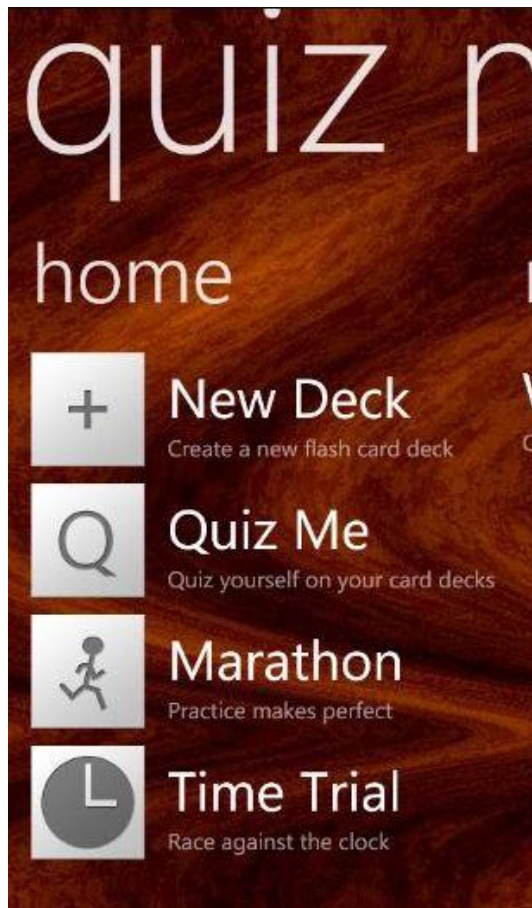 quiz
home
+
New Deck
Create a new flash card deck
Q
Quiz Me
Quiz yourself on your card decks
Marathon
Practice makes perfect
Time Trial
Race against the clock